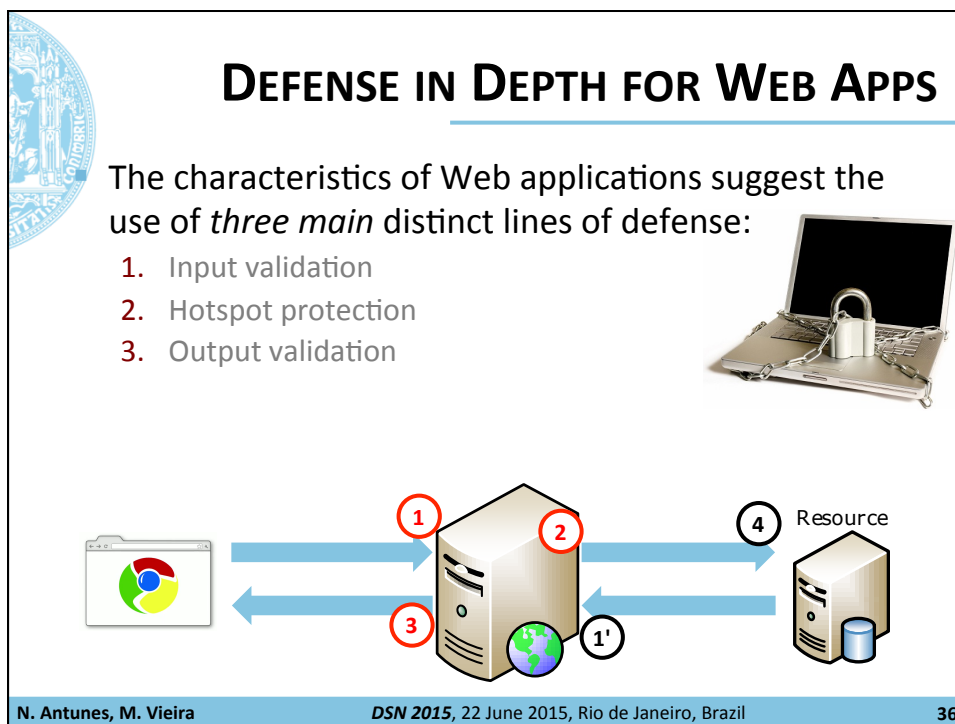 DEFENSE IN DEPTH FOR WEB APPS
The characteristics of Web applications suggest the
use of three main distinct lines of defense:
1. Input validation
2. Hotspot protection
3. Output validation
1
2
4
Resource
3
1'
N. Antunes, M. Vieira
DSN 2015, 22 June 2015, Rio de Janeiro, Brazil
36